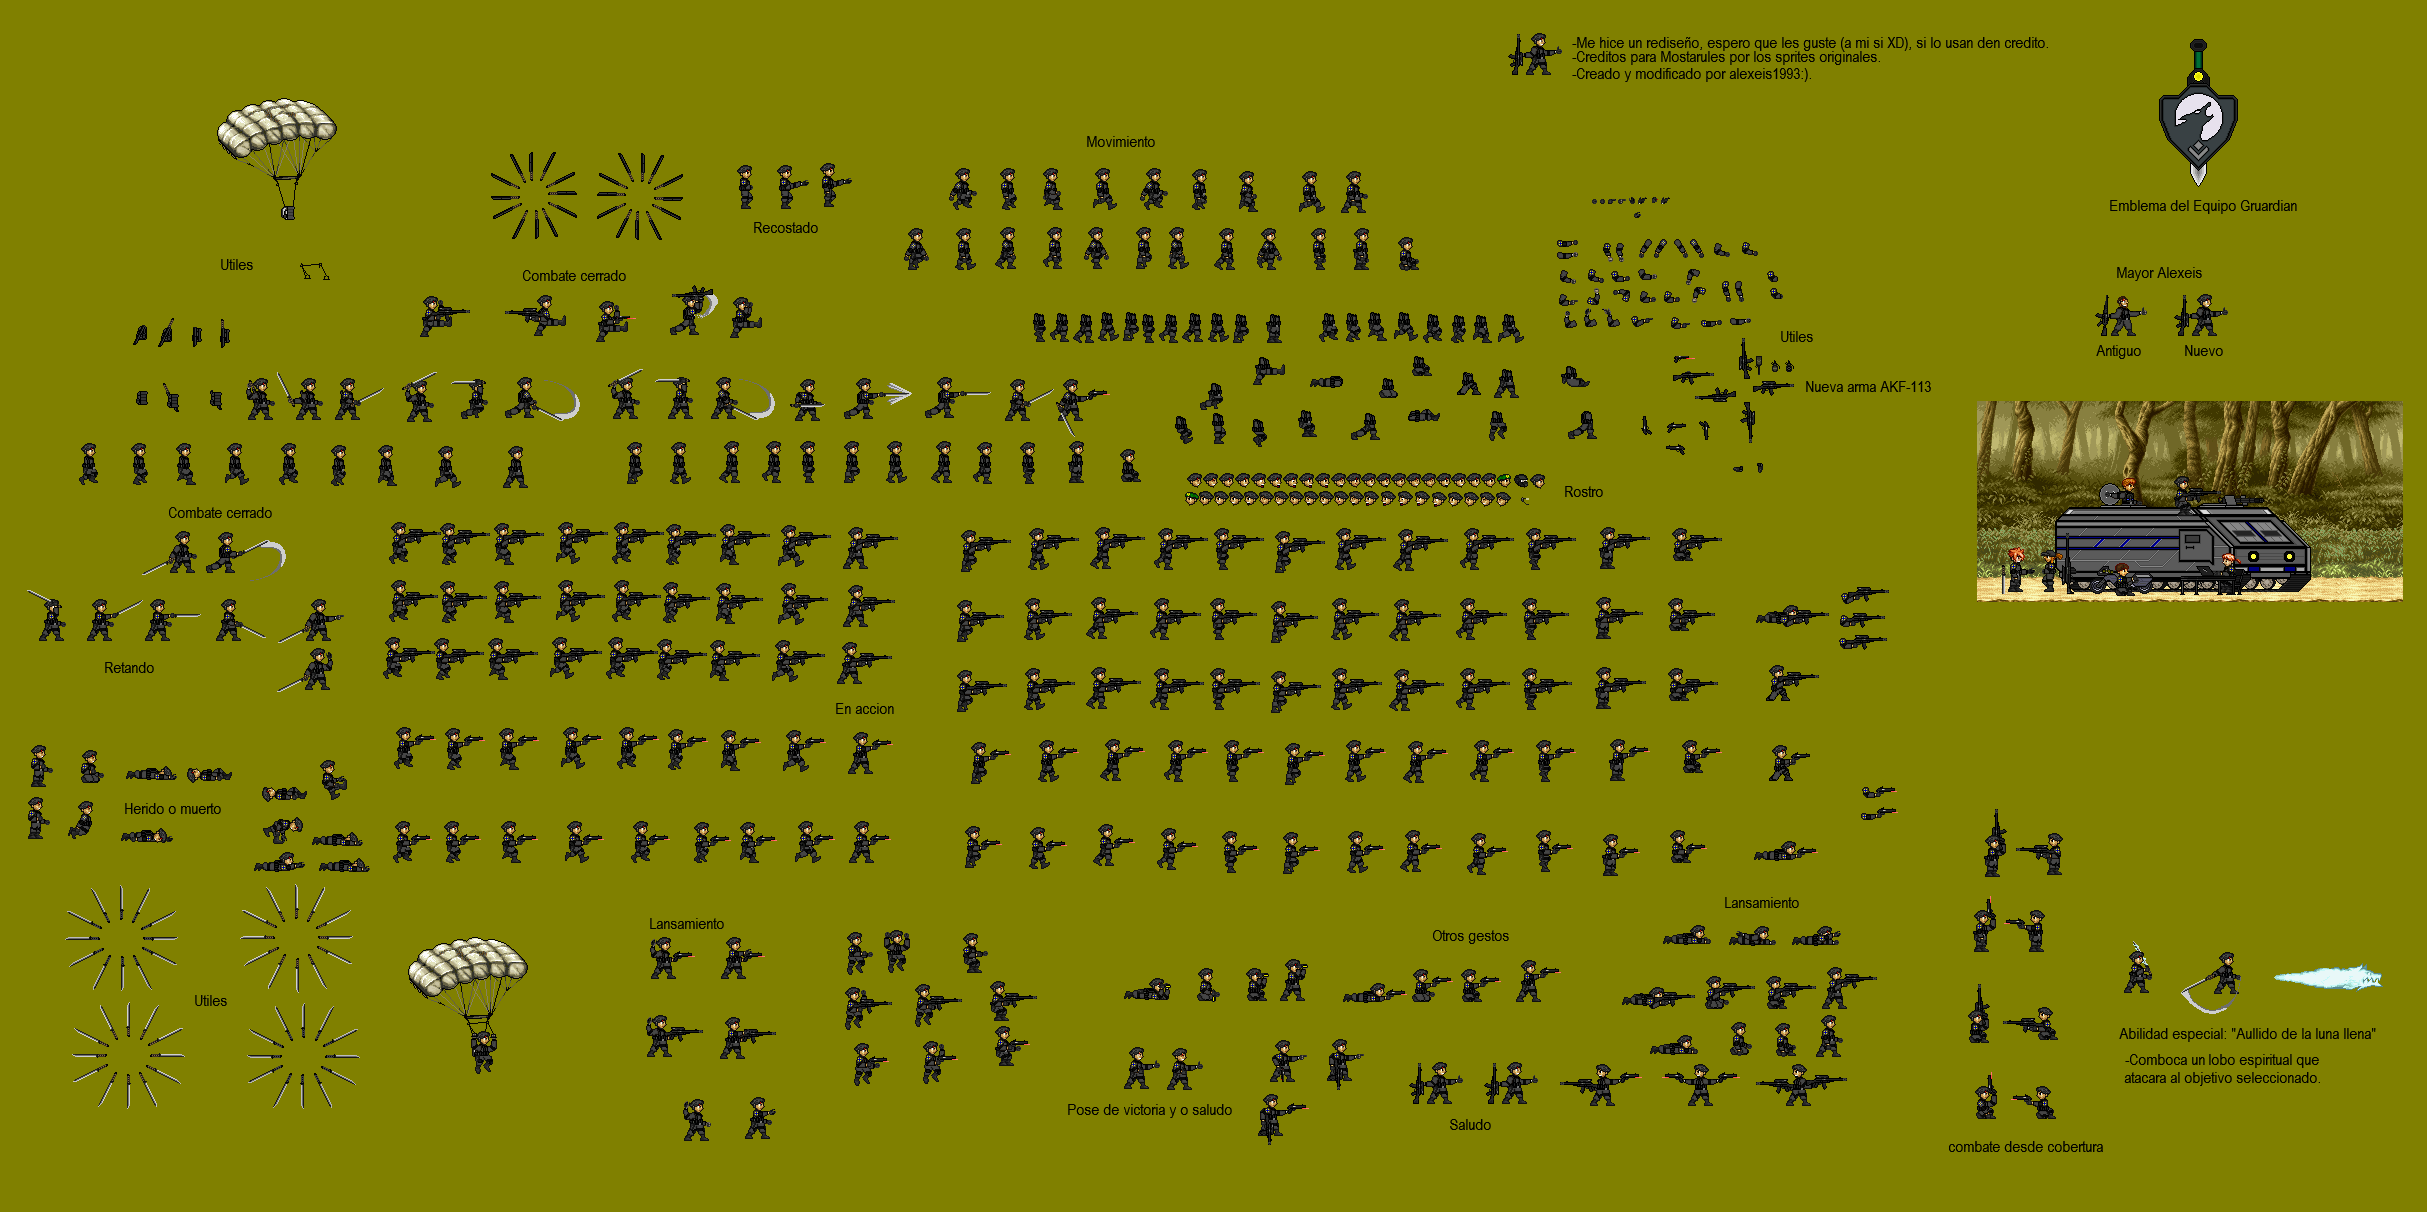 -Me hice un rediseño, espero que les guste (a mi si XD), si lo usan den credito.
-Creditos para Mostarules por los sprites originales.
-Creado y modificado por alexeis1993:).
Movimiento
Emblema del Equipo Gruardian
Recostado
Utiles
Combate cerrado
Mayor Alexeis
Utiles
Antiguo
Nuevo
Nueva arma AKF-113
Rostro
Combate cerrado
Retando
En accion
Herido o muerto
Lansamiento
Lansamiento
Otros gestos
Utiles
Abilidad especial: "Aullido de la luna llena"
-Comboca un lobo espiritual que
atacara al objetivo seleccionado.
Pose de victoria y o saludo
Saludo
combate desde cobertura